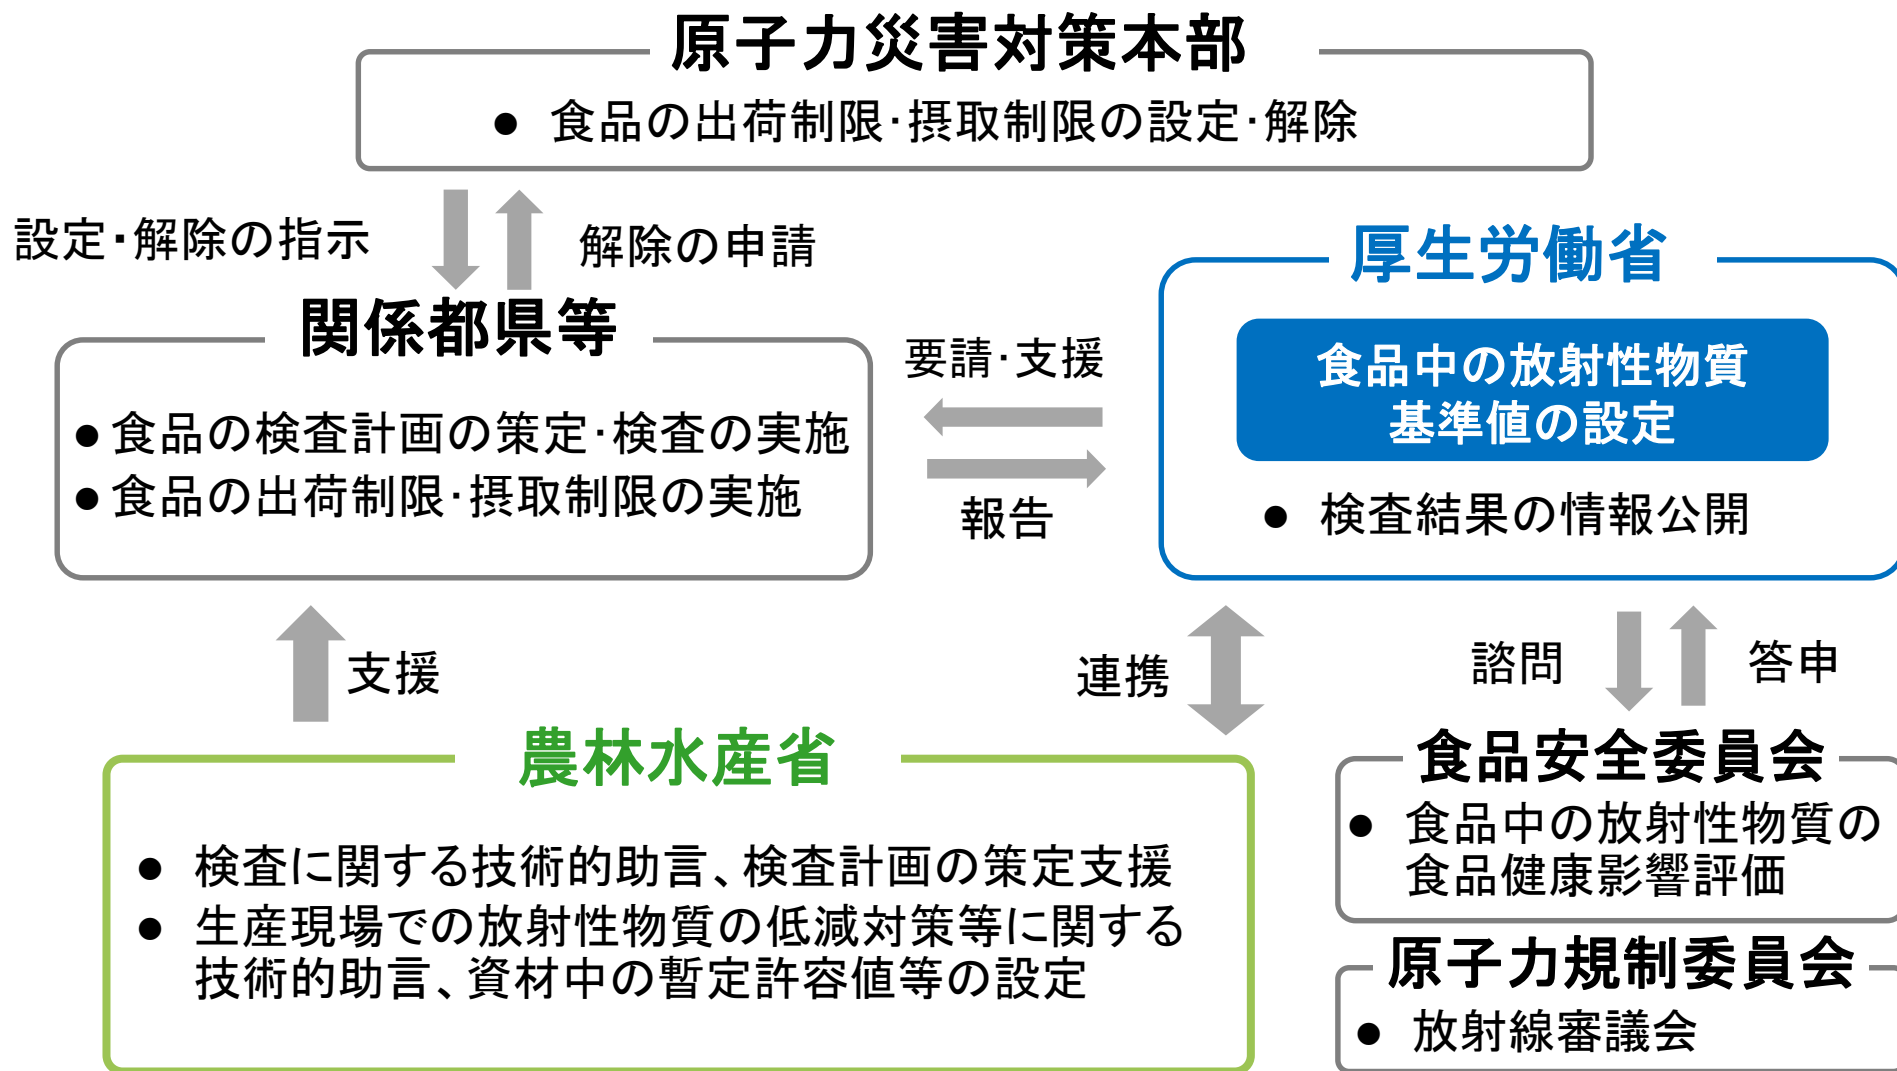 原子力災害対策本部
● 食品の出荷制限・摂取制限の設定・解除
設定・解除の指示
解除の申請
関係都県等
● 食品の検査計画の策定・検査の実施
● 食品の出荷制限・摂取制限の実施
要請・支援
報告
厚生労働省
食品中の放射性物質
基準値の設定
● 検査結果の情報公開
支援
連携
諮問
答申
農林水産省
● 検査に関する技術的助言、検査計画の策定支援
● 生産現場での放射性物質の低減対策等に関する
技術的助言、資材中の暫定許容値等の設定
食品安全委員会
● 食品中の放射性物質の
食品健康影響評価
原子力規制委員会
● 放射線審議会